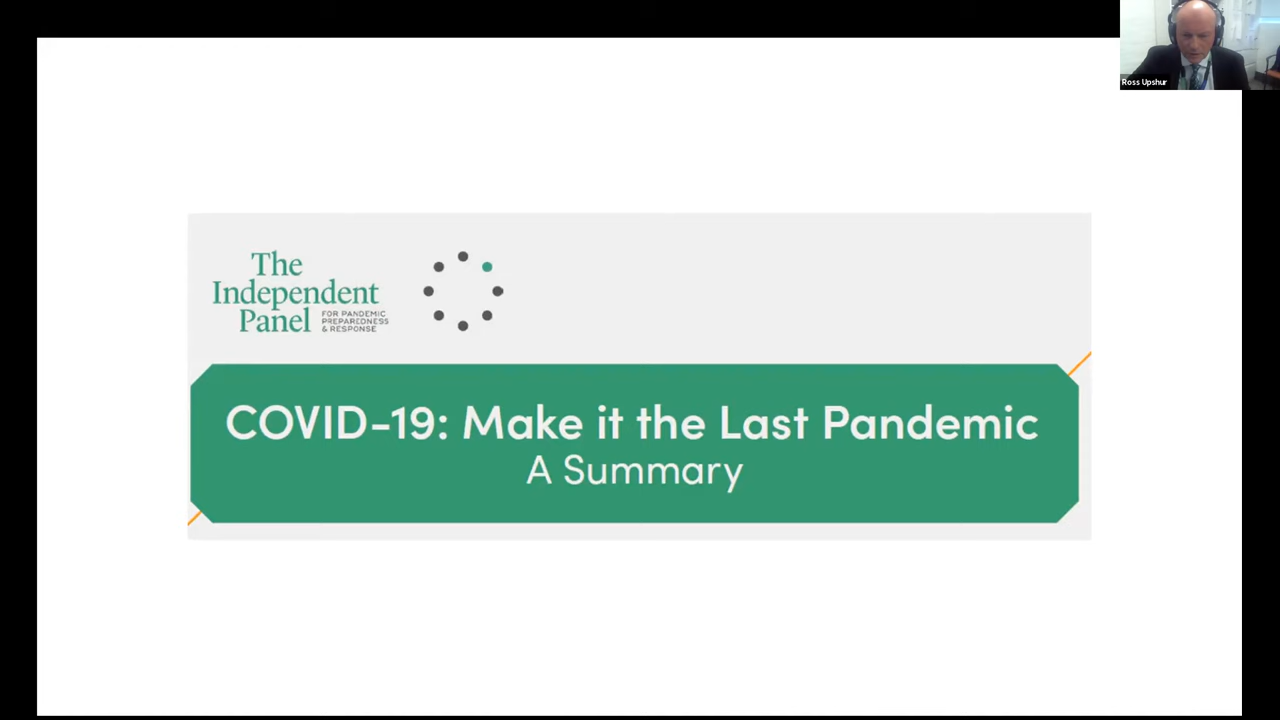 Ross Upshur
The
Independent
Panel
FOR PANDEMIC
PREPAREDNESS
& RESPONSE
COVID-19: Make it the Last Pandemic
A Summary